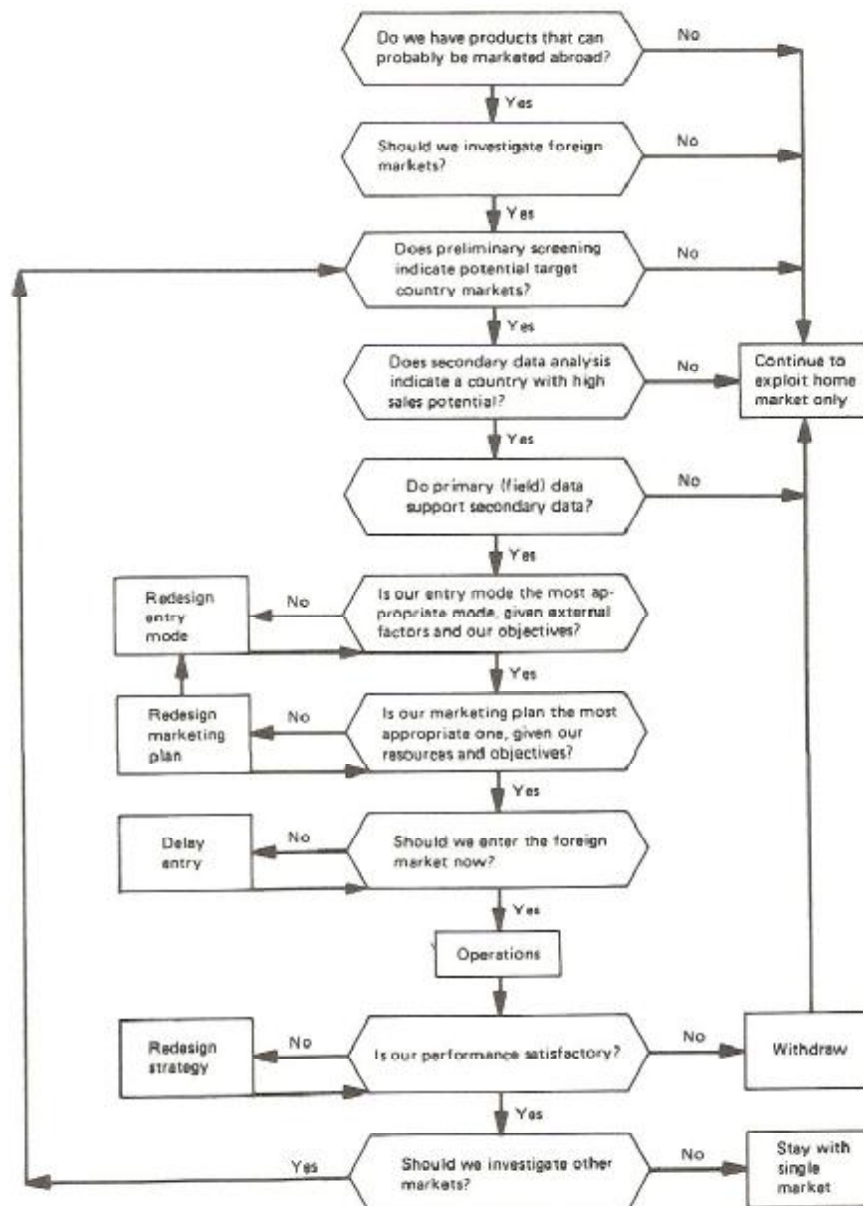 Do we have products that can
probably be marketed abroad?
No
Yes
Should we investigate foreign
markets?
No
Yes
Does preliminary screening
indicate potential target
country markets?
No
Yes
Does secondary data analysis
indicate a country with high
sales potential?
No
Continue to
exploit home
market only
Yes
Do primary (field) data
support secondary data?
No
Yes
Redesign
entry
mode
No
Is our entry mode the most ap-
propriate mode, given external
factors and our objectives?
Yes
Redesign
marketing
plan
No
Is our marketing plan the most
appropriate one, given our
resources and objectives?
Yes
Delay
entry
No
Should we enter the foreign
market now?
Yes
Operations
Redesign
strategy
No
Is our performance satisfactory?
No
Withdraw
Yes
Yes
Should we investigate other
markets?
No
Stay with
single
market